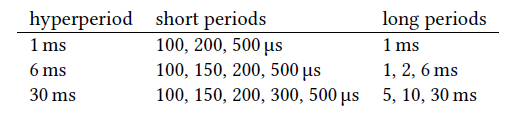 hyperperiod short periods long periods
1 ms 100, 200, 500 µs 1 ms
6 ms 100, 150, 200, 500 µs 1, 2, 6 ms
30 ms 100, 150, 200, 300, 500 µs 5, 10, 30 ms